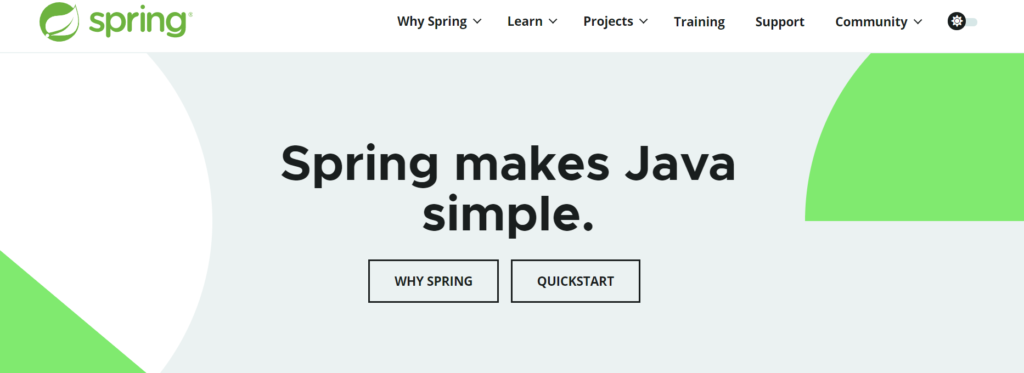 spring®
Why Spring
Learn
Projects
Training
Support
Community
Spring makes Java
simple.
WHY SPRING
QUICKSTART